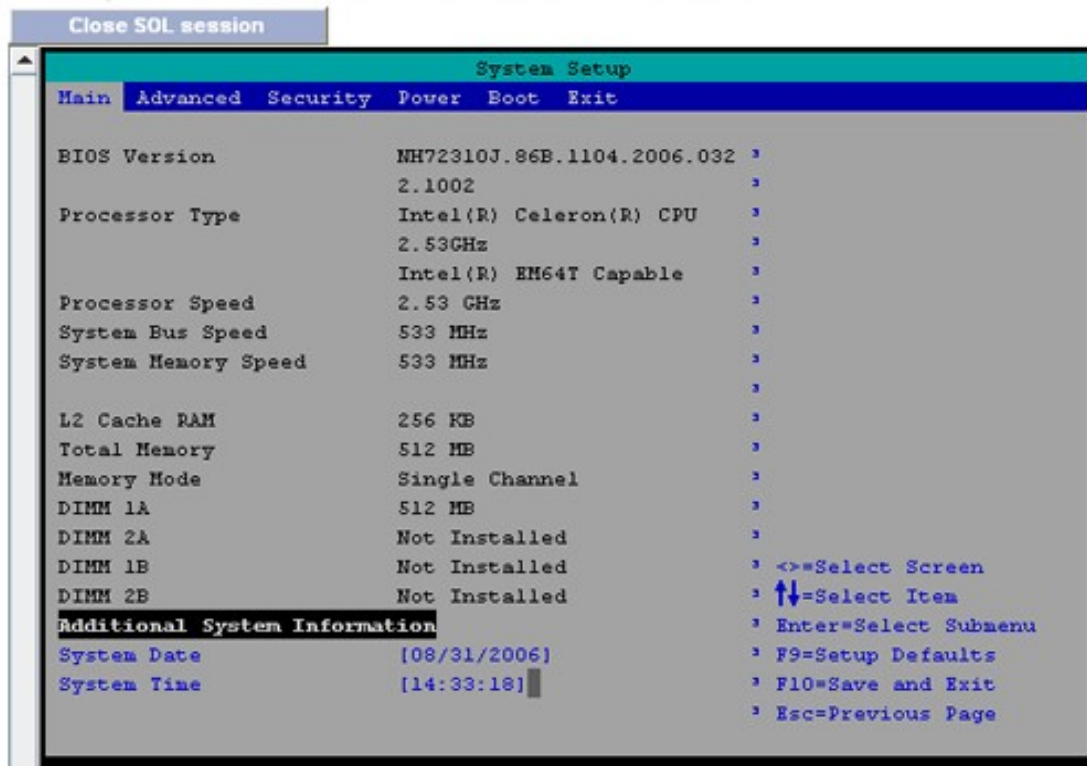 Close SOL session
System Setup
Main Advanced Security Power Boot Exit
BIOS Version NH72310J.86B.1104.2006.032
2.1002
Processor Type Intel(R) Celeron(R) CPU
2.53GHz
Intel(R) EM64T Capable
Processor Speed 2.53 GHz
System Bus Speed 533 MHz
System Memory Speed 533 MHz
L2 Cache RAM 256 KB
Total Memory 512 MB
Memory Mode Single Channel
DIMM 1A 512 MB
DIMM 2A Not Installed
DIMM 1B Not Installed <>=Select Screen
DIMM 2B Not Installed ↑↓=Select Item
Additional System Information Enter=Select Submenu
System Date [08/31/2006] F9=Setup Defaults
System Time [14:33:18] F10=Save and Exit
Esc=Previous Page